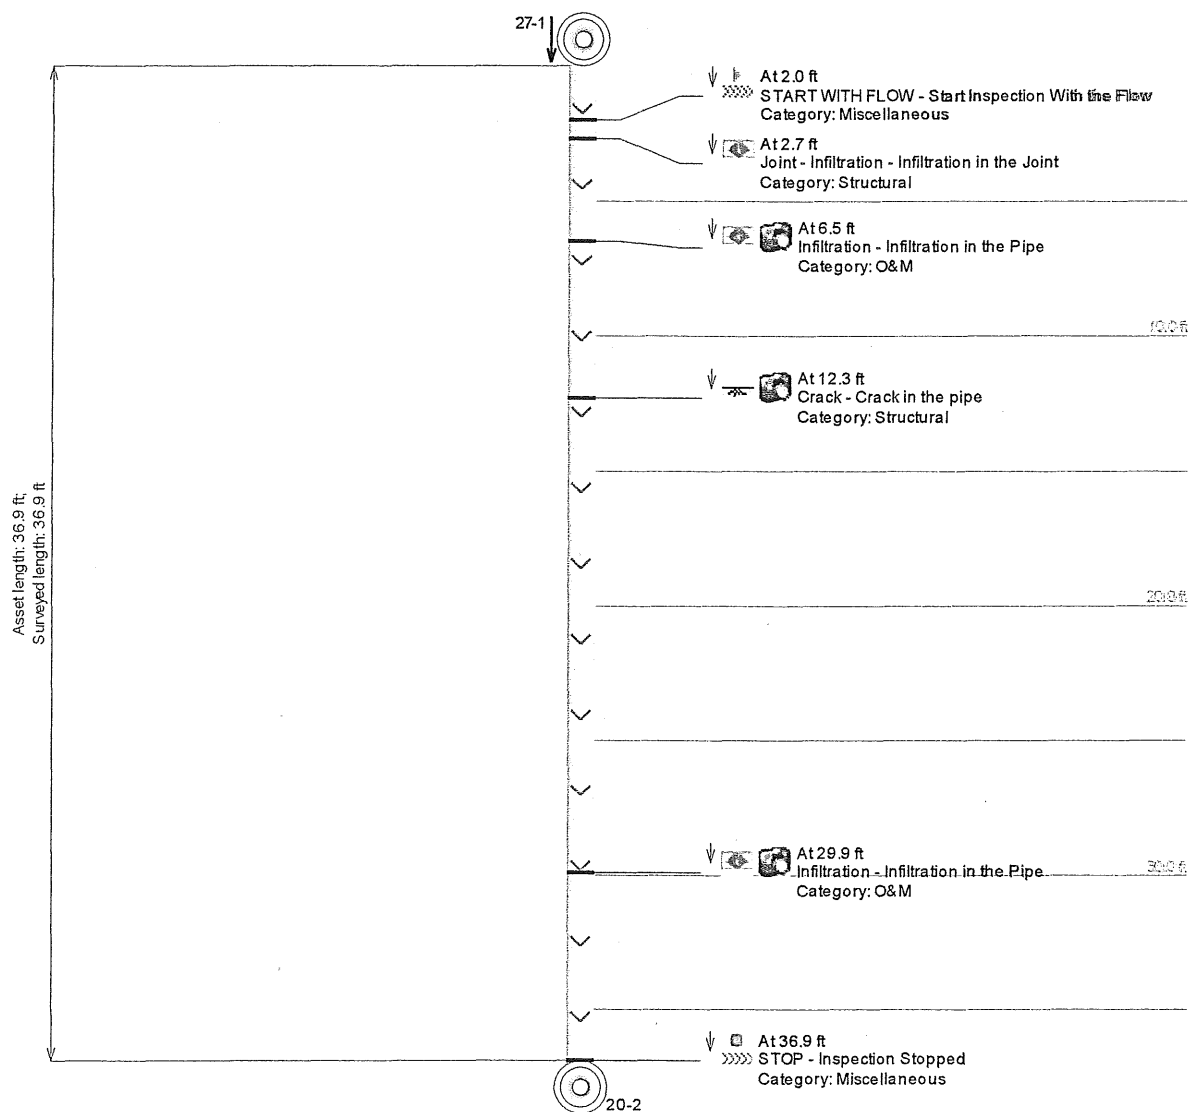 27-1
At 2.0 ft
START WITH FLOW - Start Inspection With the Flow
Category: Miscellaneous
At 2.7 ft
Joint - Infiltration - Infiltration in the Joint
Category: Structural
At 6.5 ft
Infiltration - Infiltration in the Pipe
Category: O&M
10.0 ft
At 12.3 ft
Crack - Crack in the pipe
Category: Structural
Asset length: 36.9 ft;
Surveyed length: 36.9 ft
20.0 ft
At 29.9 ft
Infiltration - Infiltration in the Pipe
30.0 ft
Category: O&M
At 36.9 ft
STOP - Inspection Stopped
Category: Miscellaneous
20-2